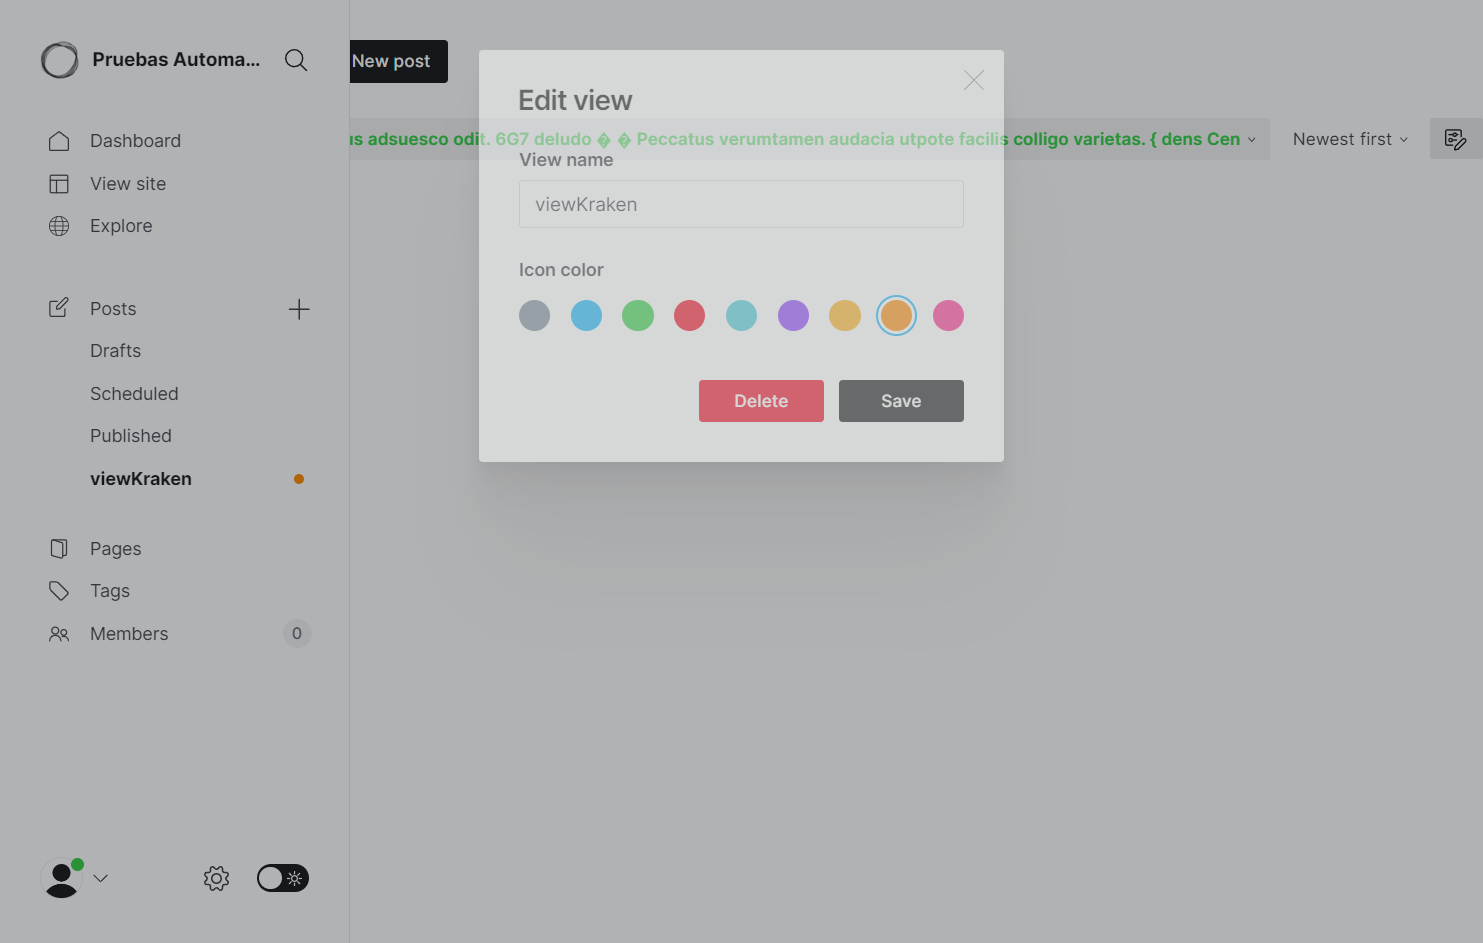 Pruebas Automa...
New post
Edit view
us adsuesco odit. 6G7 deludo � � Peccatus verumtamen audacia utpote facilis colligo varietas. { dens Cen
Newest first
Dashboard
View name
View site
viewKraken
Explore
Icon color
Posts
Drafts
Scheduled
Delete
Save
Published
viewKraken
Pages
Tags
Members
0